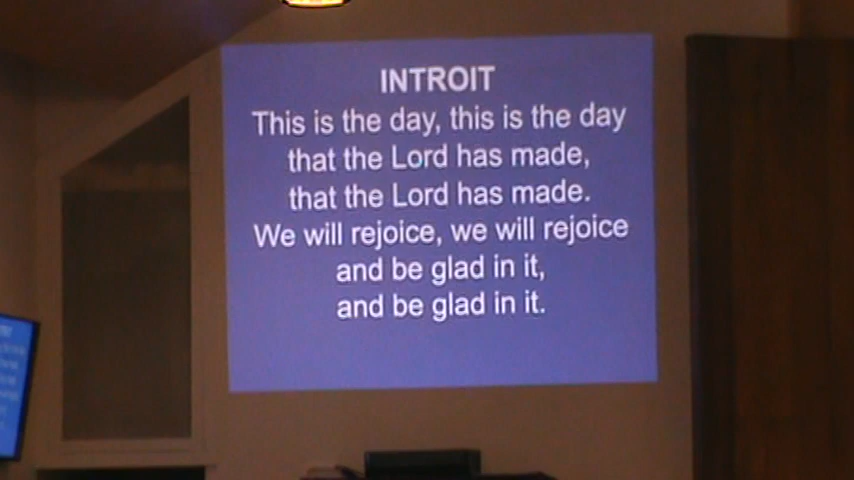 INTROIT
This is the day, this is the day
that the Lord has made,
that the Lord has made.
We will rejoice, we will rejoice
and be glad in it,
and be glad in it.